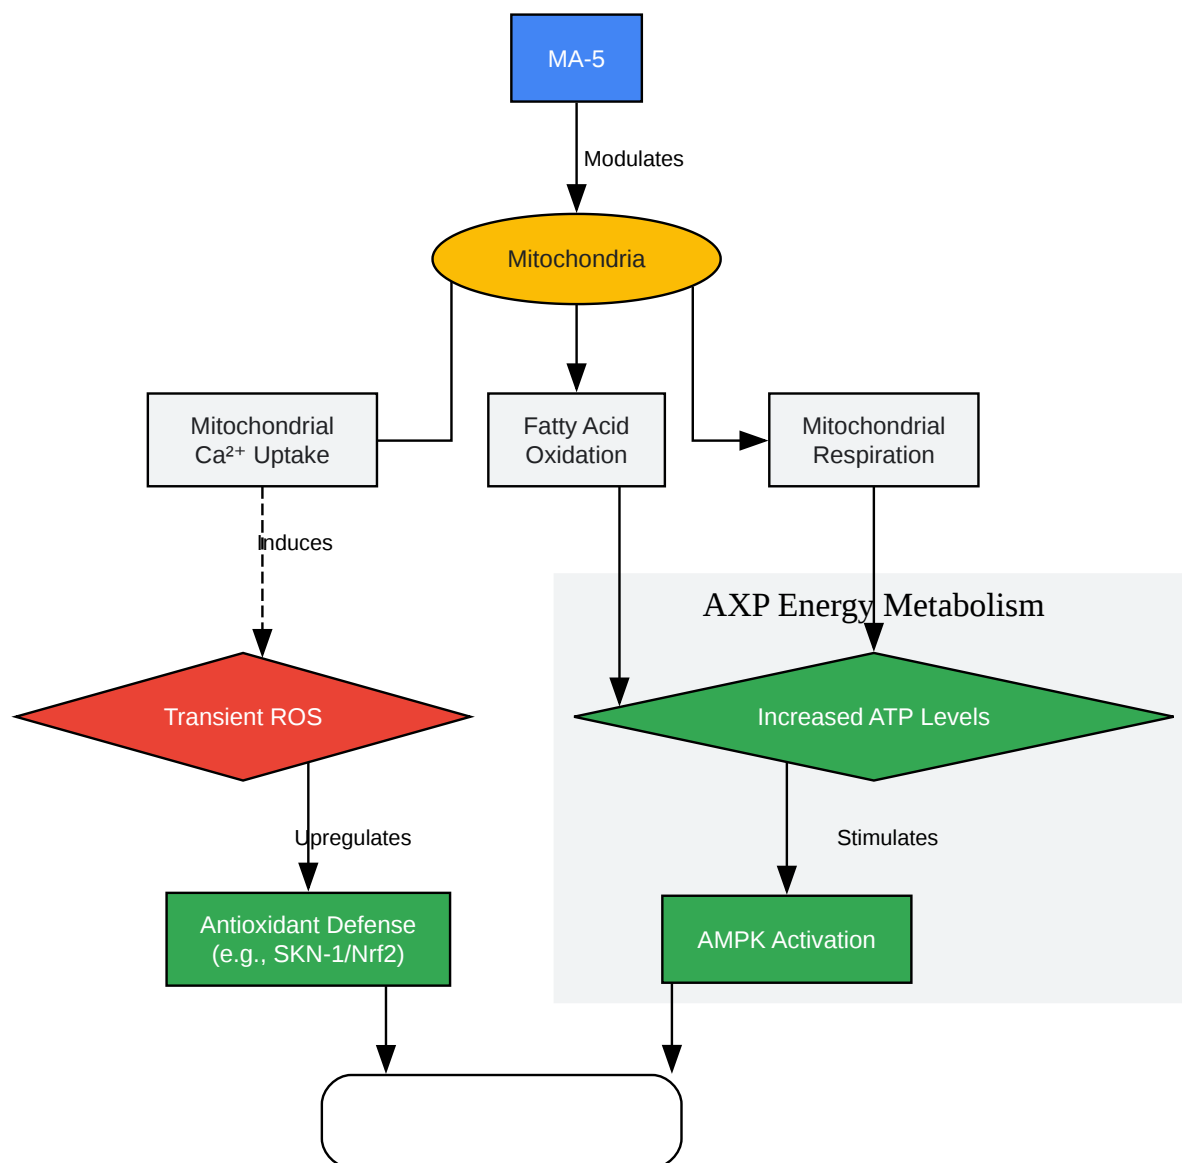 MA-5
Modulates
Mitochondria
Mitochondrial
Ca²⁺ Uptake
Fatty Acid
Oxidation
Mitochondrial
Respiration
Induces
AXP Energy Metabolism
Transient ROS
Increased ATP Levels
Upregulates
Stimulates
Antioxidant Defense
(e.g., SKN-1/Nrf2)
AMPK Activation